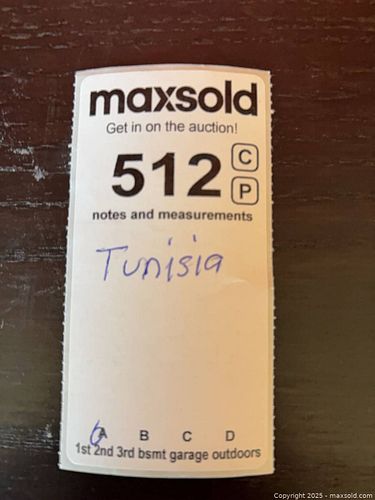 maxsold
Get in on the auction!
512 C
P
notes and measurements
Tunisia
A B C D
1st 2nd 3rd bsmt garage outdoors
Copyright 2025 - maxsold.com